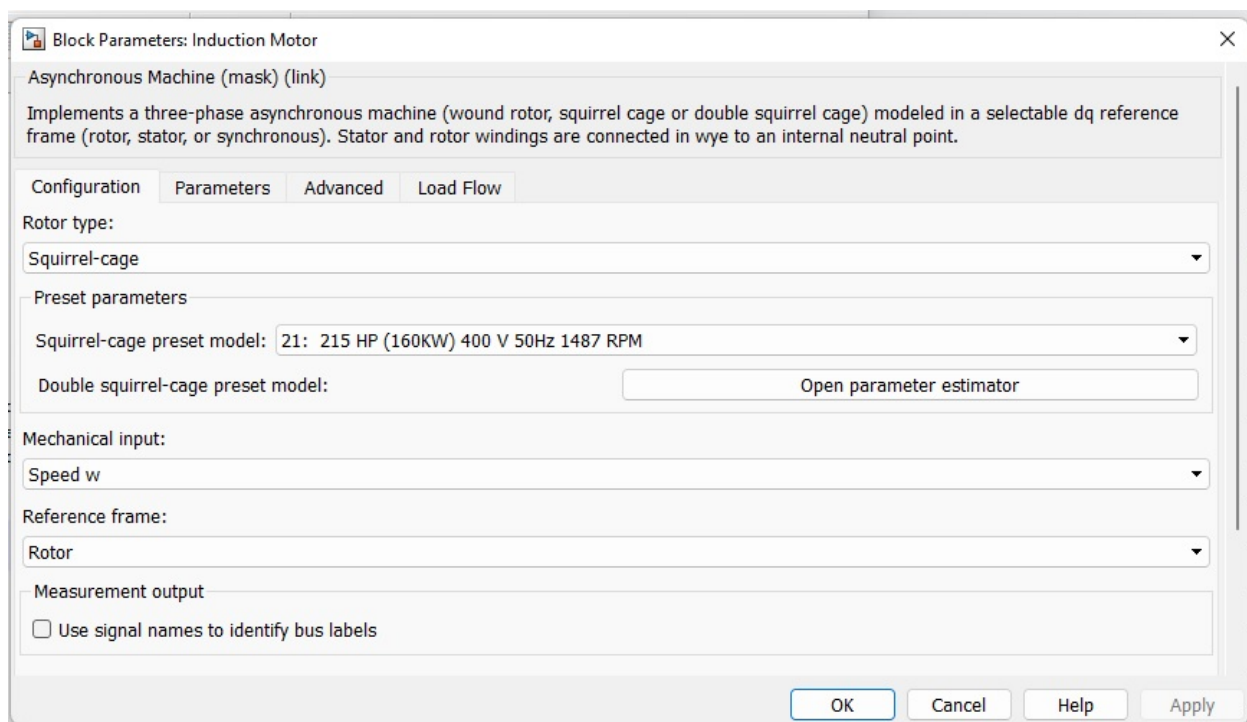 Block Parameters: Induction Motor
Asynchronous Machine (mask) (link)
Implements a three-phase asynchronous machine (wound rotor, squirrel cage or double squirrel cage) modeled in a selectable dq reference
frame (rotor, stator, or synchronous). Stator and rotor windings are connected in wye to an internal neutral point.
Configuration Parameters Advanced Load Flow
Rotor type:
Squirrel-cage
Preset parameters
Squirrel-cage preset model: 21: 215 HP (160KW) 400 V 50Hz 1487 RPM
Double squirrel-cage preset model: Open parameter estimator
Mechanical input:
Speed w
Reference frame:
Rotor
Measurement output
Use signal names to identify bus labels
OK Cancel Help Apply